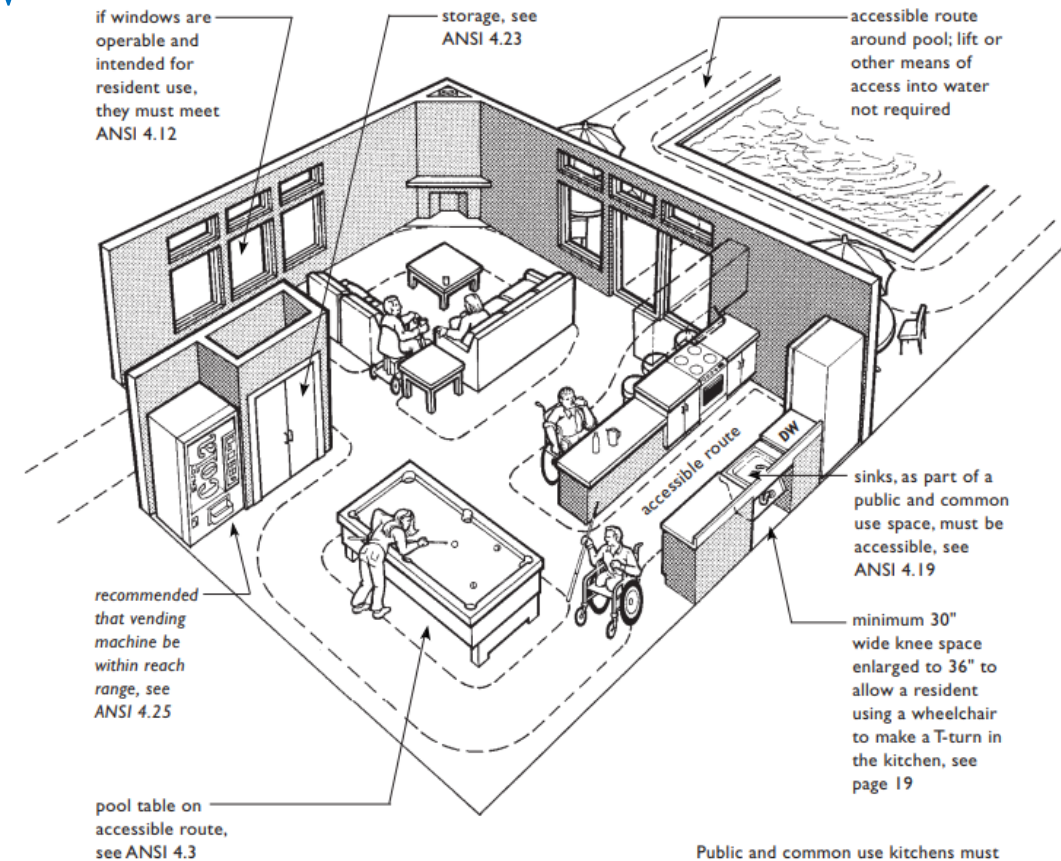 if windows are
operable and
intended for
resident use,
they must meet
ANSI 4.12
storage, see
ANSI 4.23
accessible route
around pool; lift or
other means of
access into water
not required
cola
accessible route
DW
sinks, as part of a
public and common
use space, must be
accessible, see
ANSI 4.19
recommended
that vending
machine be
within reach
range, see
ANSI 4.25
minimum 30"
wide knee space
enlarged to 36" to
allow a resident
using a wheelchair
to make a T-turn in
the kitchen, see
page 19
pool table on
accessible route,
see ANSI 4.3
Public and common use kitchens must